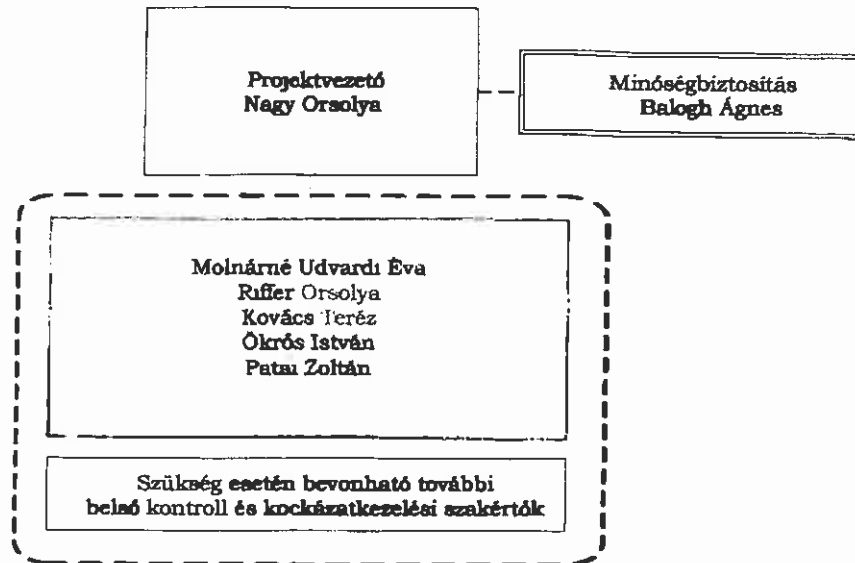 Projektvezető
Nagy Orsolya
Minőségbiztosítás
Balogh Ágnes
Molnárné Udvardi Éva
Riffer Orsolya
Kovács Teréz
Ökrős István
Patai Zoltán
Szükség esetén bevonható további
belső kontroll és kockázatkezelési szakértők